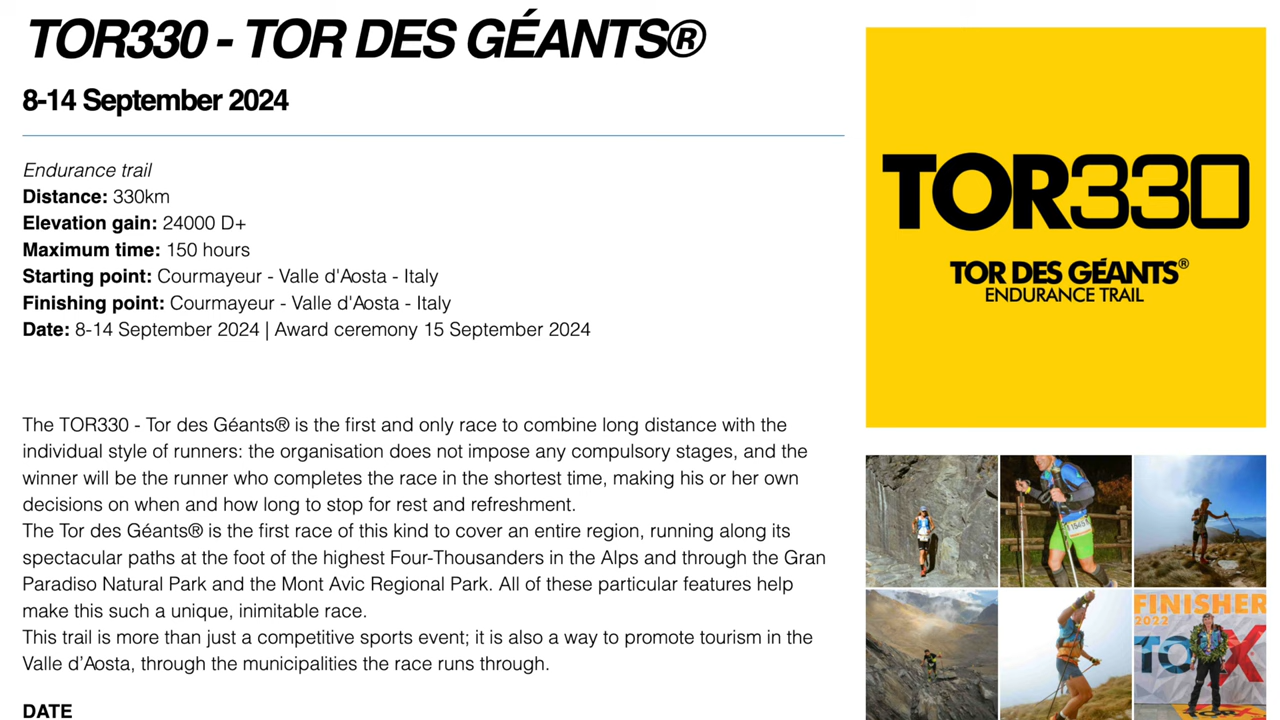 TOR330 - TOR DES GÉANTS®
8-14 September 2024
Endurance trail
Distance: 330km
Elevation gain: 24000 D+
Maximum time: 150 hours
Starting point: Courmayeur - Valle d'Aosta - Italy
Finishing point: Courmayeur - Valle d'Aosta - Italy
Date: 8-14 September 2024 | Award ceremony 15 September 2024
The TOR330 - Tor des Géants® is the first and only race to combine long distance with the
individual style of runners: the organisation does not impose any compulsory stages, and the
winner will be the runner who completes the race in the shortest time, making his or her own
decisions on when and how long to stop for rest and refreshment.
The Tor des Géants® is the first race of this kind to cover an entire region, running along its
spectacular paths at the foot of the highest Four-Thousanders in the Alps and through the Gran
Paradiso Natural Park and the Mont Avic Regional Park. All of these particular features help
make this such a unique, inimitable race.
This trail is more than just a competitive sports event; it is also a way to promote tourism in the
Valle d’Aosta, through the municipalities the race runs through.
DATE
TOR330
TOR DES GÉANTS®
ENDURANCE TRAIL
FINISHER
2022